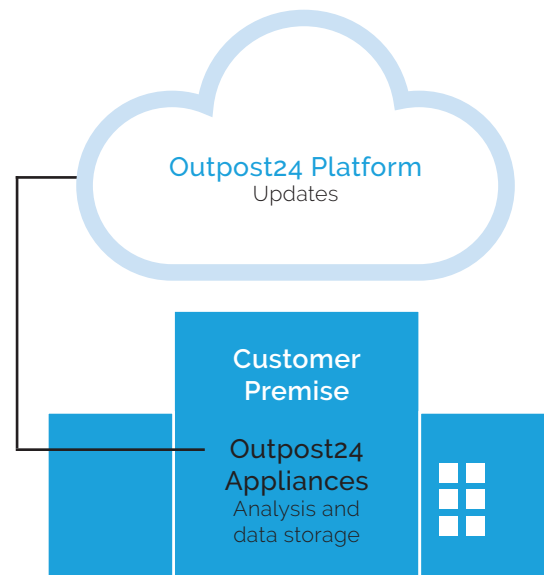 Outpost24 Platform
Updates
Customer
Premise
Outpost24
Appliances
Analysis and
data storage